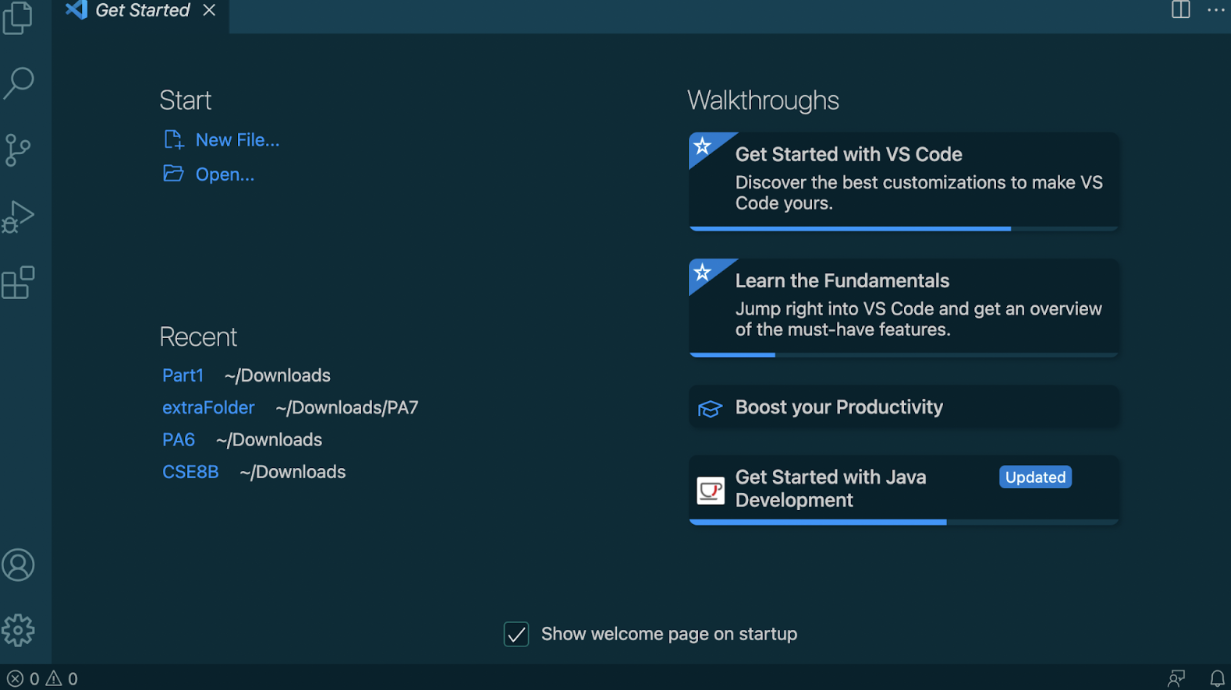 Get Started
Start
New File...
Open...
Recent
Part1 ~/Downloads
extraFolder ~/Downloads/PA7
PA6 ~/Downloads
CSE8B ~/Downloads
Walkthroughs
Get Started with VS Code
Discover the best customizations to make VS
Code yours.
Learn the Fundamentals
Jump right into VS Code and get an overview
of the must-have features.
Boost your Productivity
Get Started with Java
Development
Updated
Show welcome page on startup
0 0